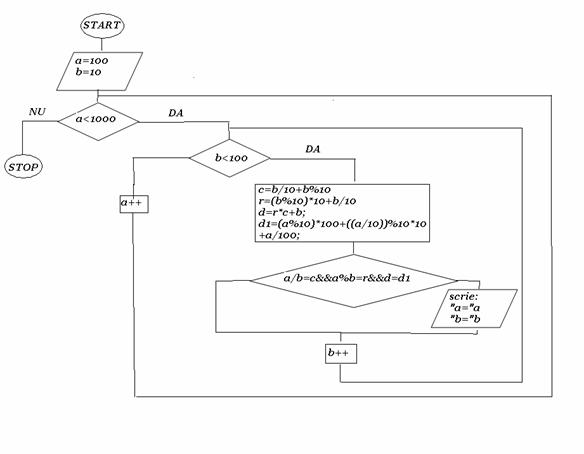 START
a=100
b=10
NU
a<1000
DA
STOP
b<100
DA
a++
c=b/10+b%10
r=(b%10)*10+b/10
d=r*c+b;
d1=(a%10)*100+((a/10))%10*10
+a/100;
a/b=c&&a%b=r&&d=d1
scrie:
"a="a
"b="b
b++